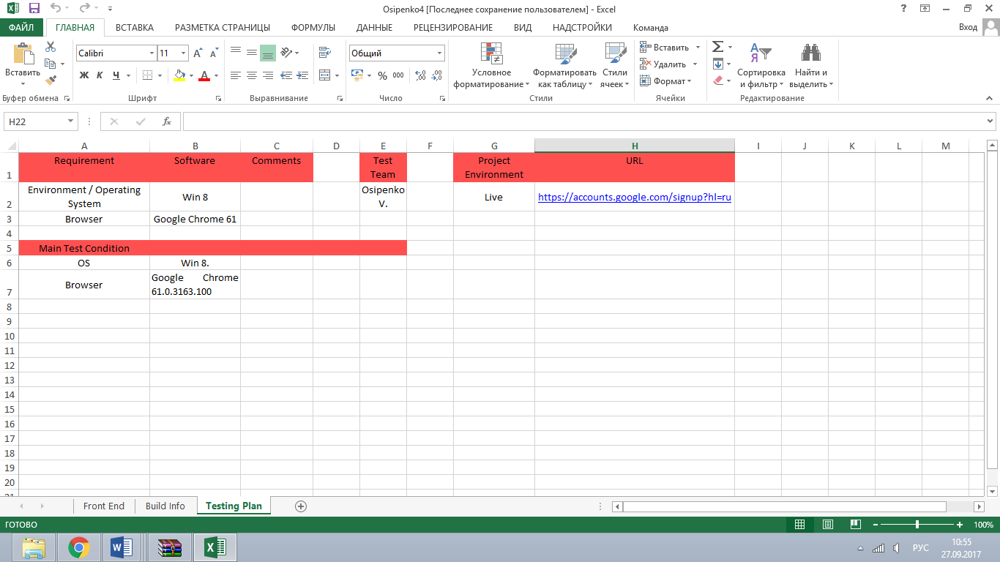 Osipenko4 [Последнее сохранение пользователем] - Excel
ФАЙЛ ГЛАВНАЯ ВСТАВКА РАЗМЕТКА СТРАНИЦЫ ФОРМУЛЫ ДАННЫЕ РЕЦЕНЗИРОВАНИЕ ВИД НАДСТРОЙКИ Команда Вход
Вставить
Calibri 11
Ж К Ч
Общий
% 000
Условное форматирование
Форматировать как таблицу
Стили ячеек
Вставить
Удалить
Формат
Сортировка и фильтр
Найти и выделить
Буфер обмена Шрифт Выравнивание Число Стили Ячейки Редактирование
H22 fx
A B C D E F G H I J K L M
1 Requirement Software Comments Test Team Project Environment URL
2 Environment / Operating System Win 8 Osipenko V. Live https://accounts.google.com/signup?hl=ru
3 Browser Google Chrome 61
4
5 Main Test Condition
6 OS Win 8.
7 Browser Google Chrome 61.0.3163.100
8
9
10
11
12
13
14
15
16
17
18
19
20
21
Front End Build Info Testing Plan
ГОТОВО 100%
РУС 10:55
27.09.2017